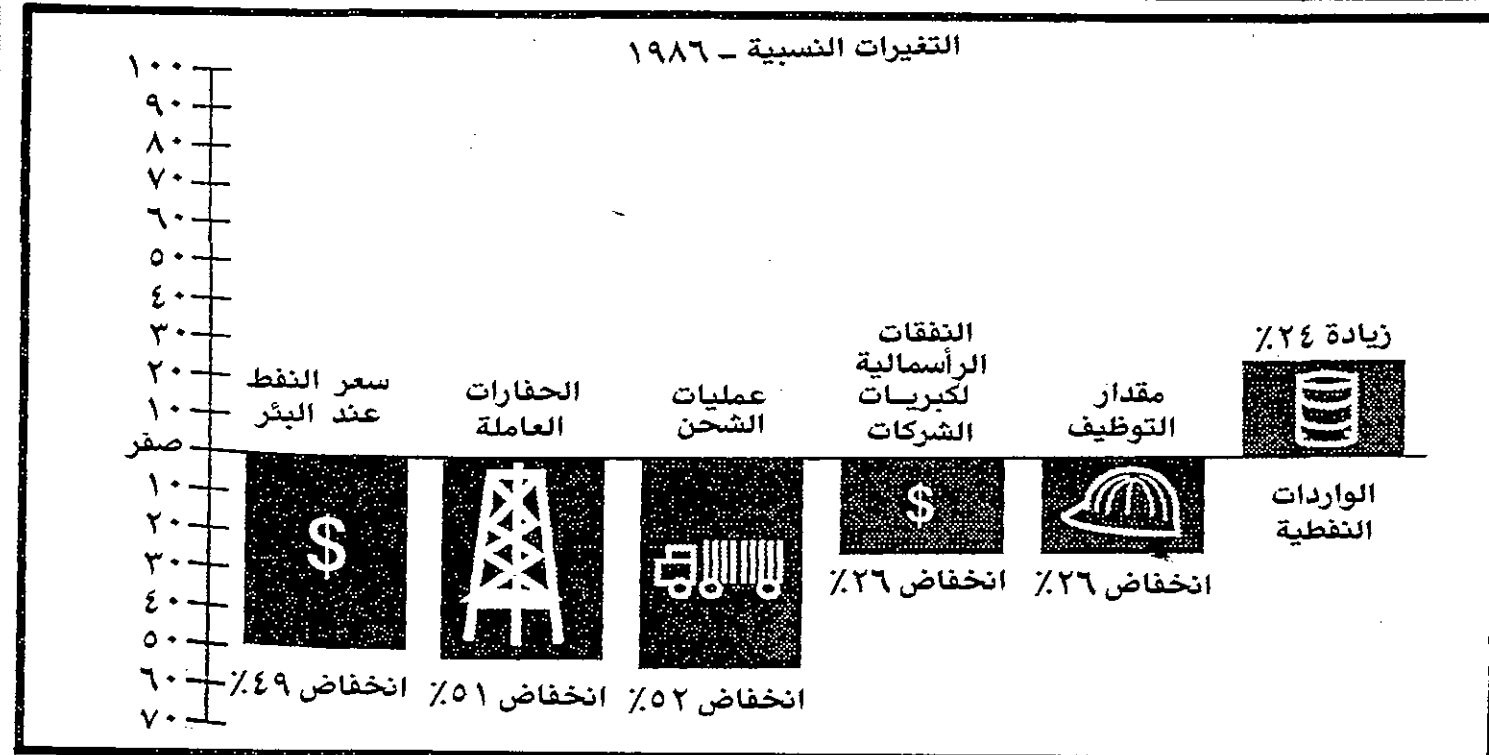 التغيرات النسبية ــ ١٩٨٦
١٠٠
٩٠
٨٠
٧٠
٦٠
٥٠
٤٠
٣٠
٢٠
١٠
صفر
١٠
٢٠
٣٠
٤٠
٥٠
٦٠
٧٠
زيادة ٢٤٪
الواردات
النفطية
مقدار
التوظيف
انخفاض ٢٦٪
النفقات
الرأسمالية
لكبريــات
الشركات
$
انخفاض ٢٦٪
عمليات
الشحن
انخفاض ٥٢٪
الحفارات
العاملة
انخفاض ٥١٪
سعر النفط
عند البئر
$
انخفاض ٤٩٪